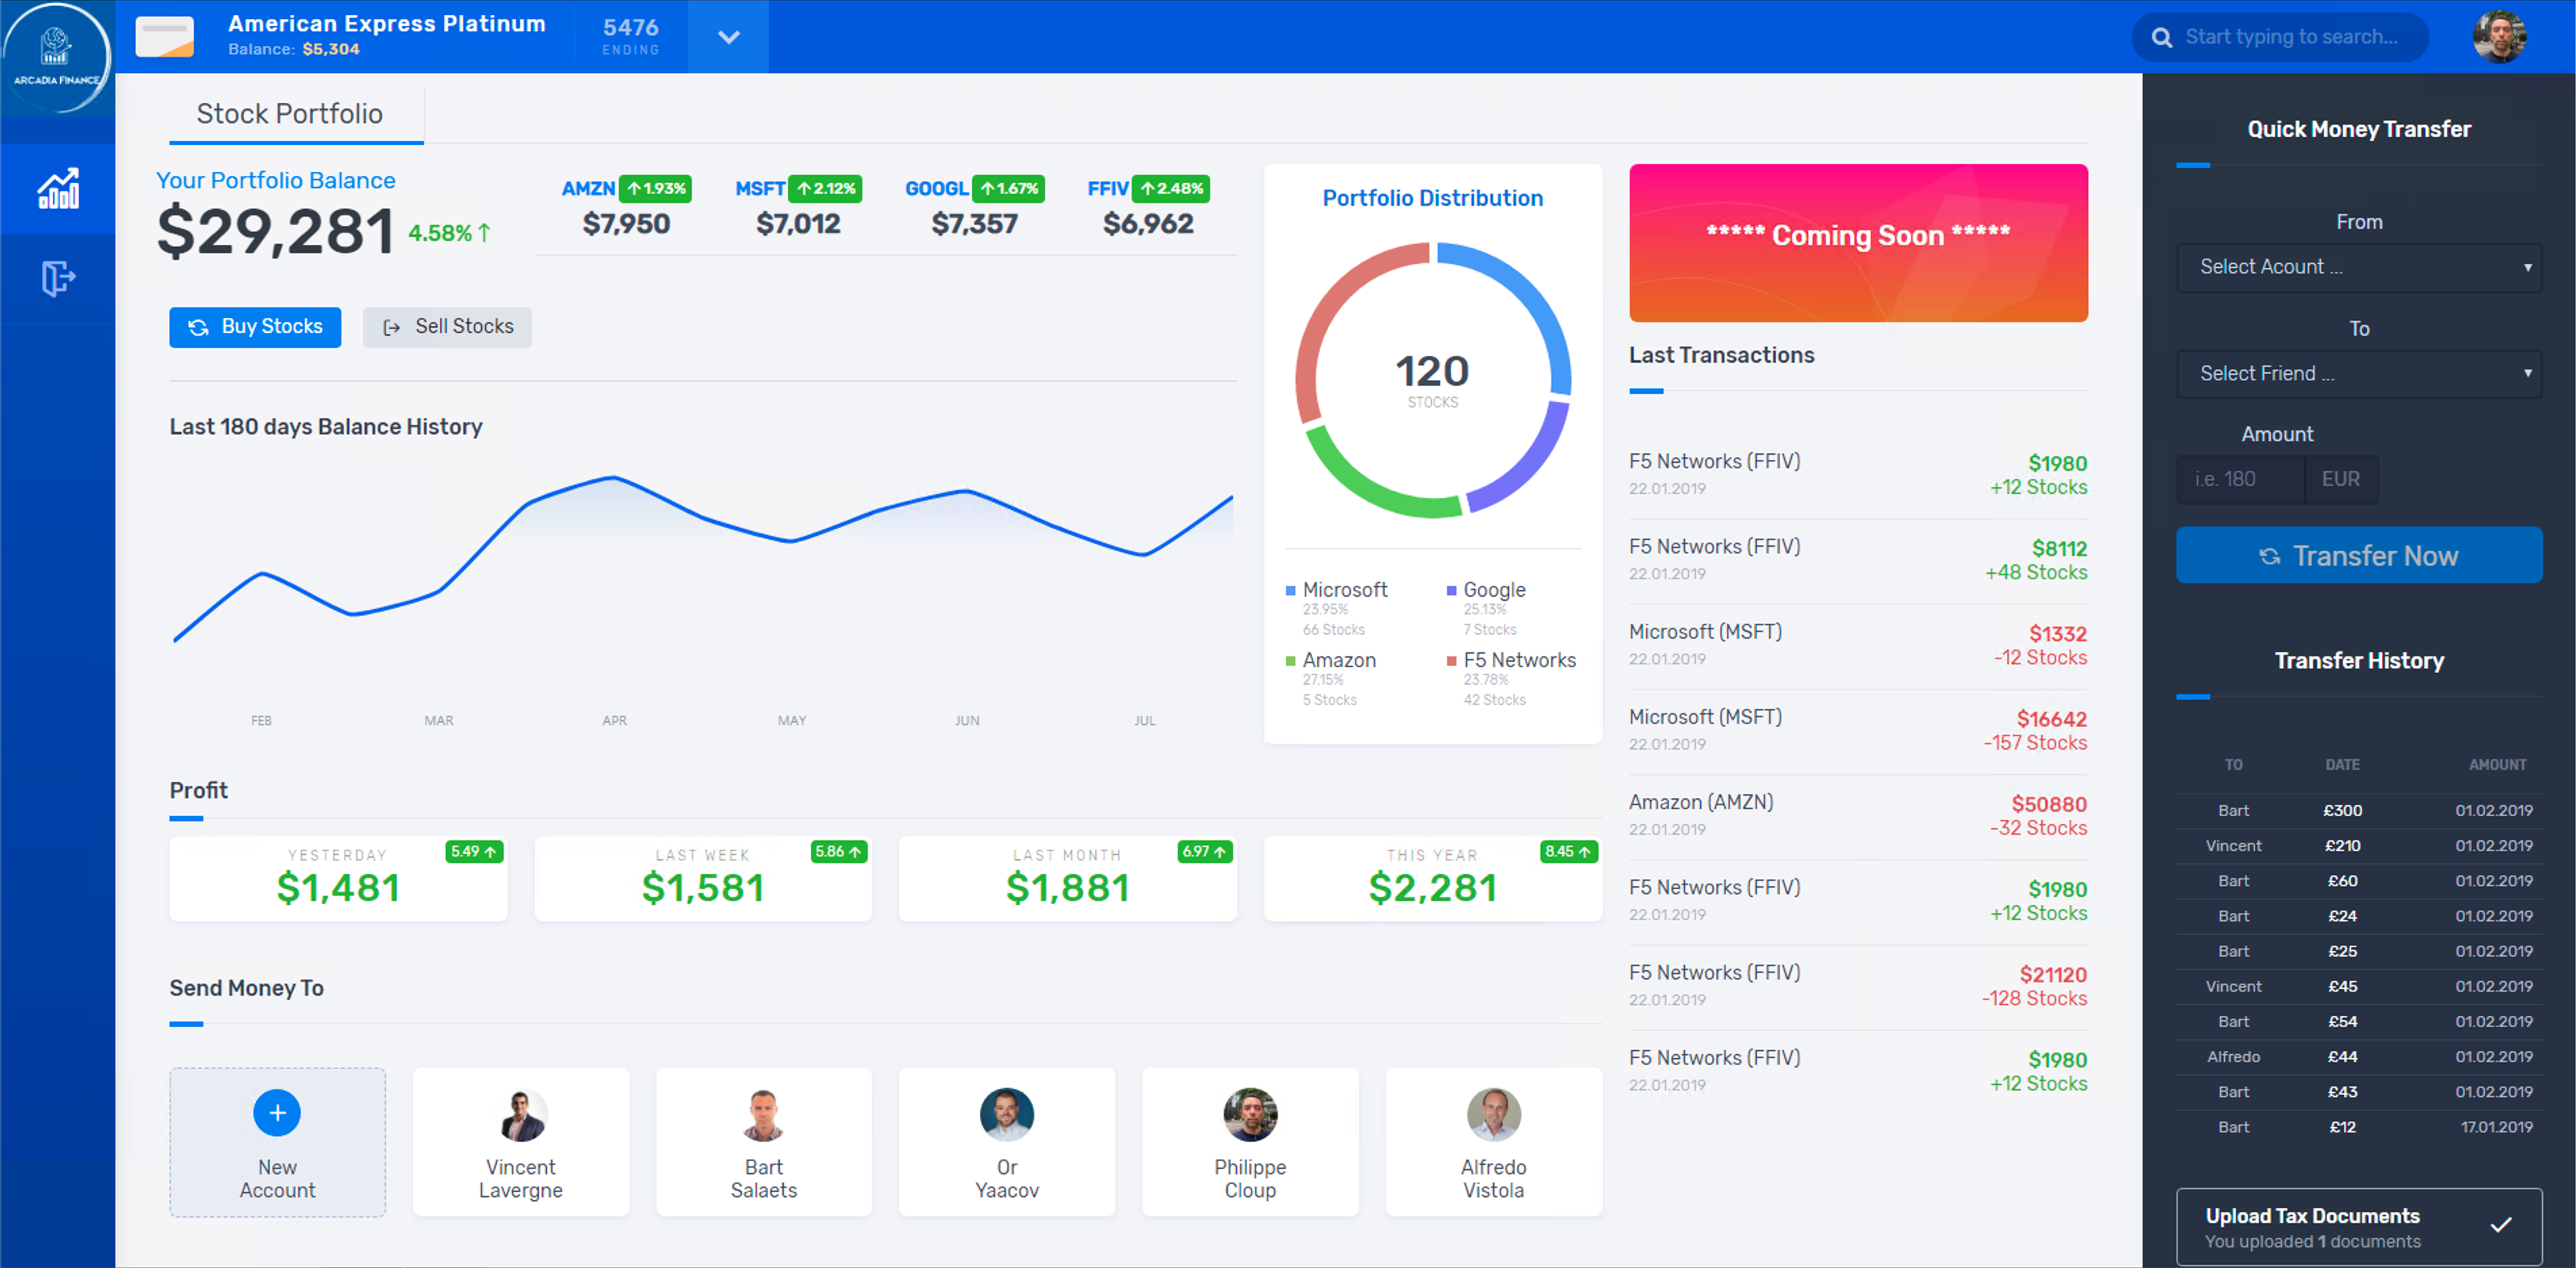 ARCADIA FINANCE
American Express Platinum
Balance: $5,304
5476
ENDING
Start typing to search...
Stock Portfolio
Your Portfolio Balance
$29,281 4.58% ↑
AMZN ↑1.93%
$7,950
MSFT ↑2.12%
$7,012
GOOGL ↑1.67%
$7,357
FFIV ↑2.48%
$6,962
Buy Stocks
Sell Stocks
Last 180 days Balance History
FEB MAR APR MAY JUN JUL
Portfolio Distribution
120
STOCKS
Microsoft
23.95%
66 Stocks
Google
25.13%
7 Stocks
Amazon
27.15%
5 Stocks
F5 Networks
23.78%
42 Stocks
Profit
YESTERDAY 5.49 ↑
$1,481
LAST WEEK 5.86 ↑
$1,581
LAST MONTH 6.97 ↑
$1,881
THIS YEAR 8.45 ↑
$2,281
Send Money To
New
Account
Vincent
Lavergne
Bart
Salaets
Or
Yaacov
Philippe
Cloup
Alfredo
Vistola
***** Coming Soon *****
Last Transactions
F5 Networks (FFIV) $1980
22.01.2019 +12 Stocks
F5 Networks (FFIV) $8112
22.01.2019 +48 Stocks
Microsoft (MSFT) $1332
22.01.2019 -12 Stocks
Microsoft (MSFT) $16642
22.01.2019 -157 Stocks
Amazon (AMZN) $50880
22.01.2019 -32 Stocks
F5 Networks (FFIV) $1980
22.01.2019 +12 Stocks
F5 Networks (FFIV) $21120
22.01.2019 -128 Stocks
F5 Networks (FFIV) $1980
22.01.2019 +12 Stocks
Quick Money Transfer
From
Select Acount ...
To
Select Friend ...
Amount
i.e. 180 EUR
Transfer Now
Transfer History
TO DATE AMOUNT
Bart £300 01.02.2019
Vincent £210 01.02.2019
Bart £60 01.02.2019
Bart £24 01.02.2019
Bart £25 01.02.2019
Vincent £45 01.02.2019
Bart £54 01.02.2019
Alfredo £44 01.02.2019
Bart £43 01.02.2019
Bart £12 17.01.2019
Upload Tax Documents
You uploaded 1 documents